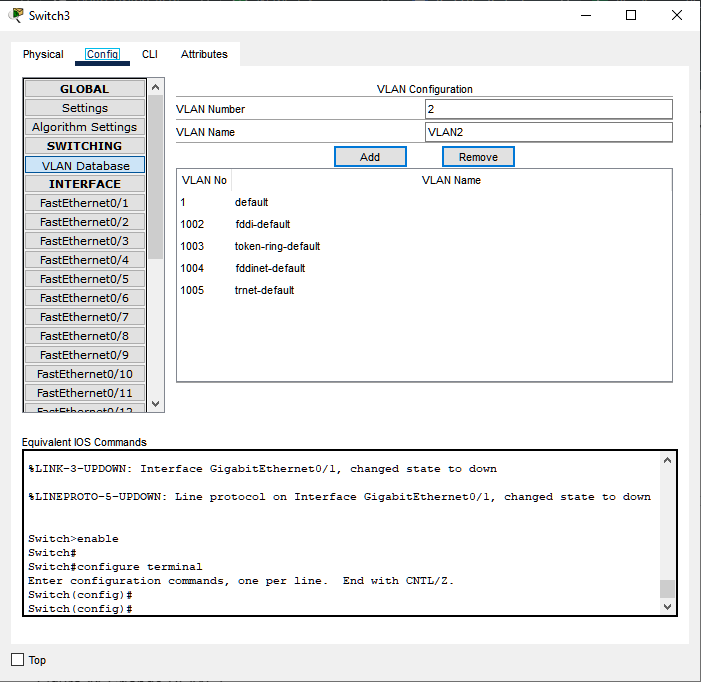 Switch3
Physical Config CLI Attributes
GLOBAL
Settings
Algorithm Settings
SWITCHING
VLAN Database
INTERFACE
FastEthernet0/1
FastEthernet0/2
FastEthernet0/3
FastEthernet0/4
FastEthernet0/5
FastEthernet0/6
FastEthernet0/7
FastEthernet0/8
FastEthernet0/9
FastEthernet0/10
FastEthernet0/11
FastEthernet0/12
VLAN Configuration
VLAN Number 2
VLAN Name VLAN2
Add Remove
VLAN No VLAN Name
1 default
1002 fddi-default
1003 token-ring-default
1004 fddinet-default
1005 trnet-default
Equivalent IOS Commands
%LINK-3-UPDOWN: Interface GigabitEthernet0/1, changed state to down
%LINEPROTO-5-UPDOWN: Line protocol on Interface GigabitEthernet0/1, changed state to down
Switch>enable
Switch#
Switch#configure terminal
Enter configuration commands, one per line.  End with CNTL/Z.
Switch(config)#
Switch(config)#
Top